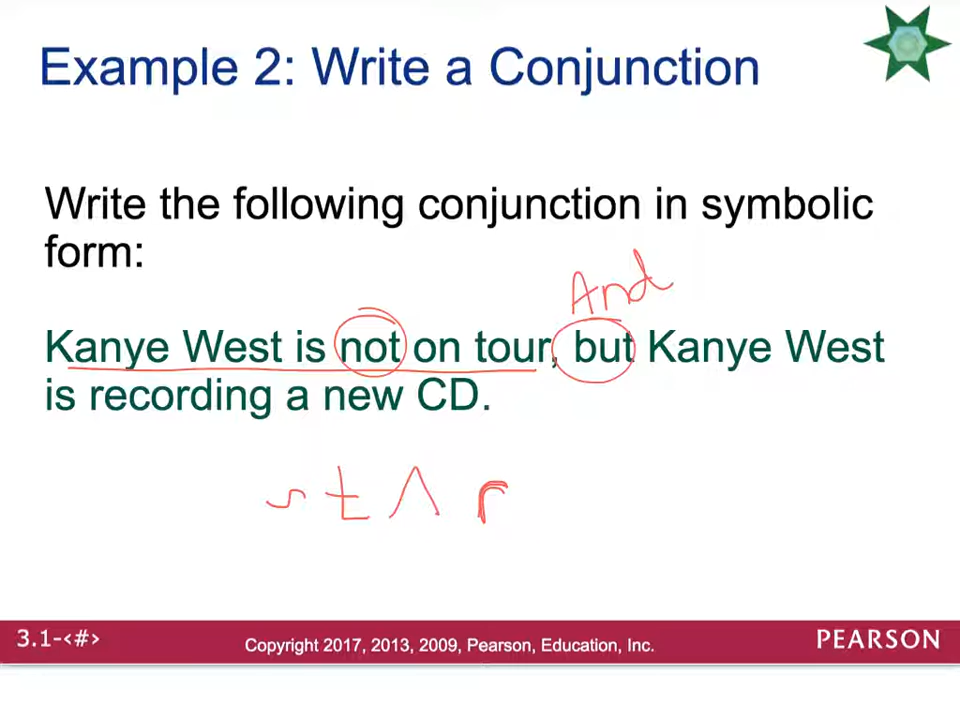 Example 2: Write a Conjunction
Write the following conjunction in symbolic
form:
And
Kanye West is not on tour, but Kanye West
is recording a new CD.
~ t ∧ r
3.1-<#>
Copyright 2017, 2013, 2009, Pearson, Education, Inc.
PEARSON